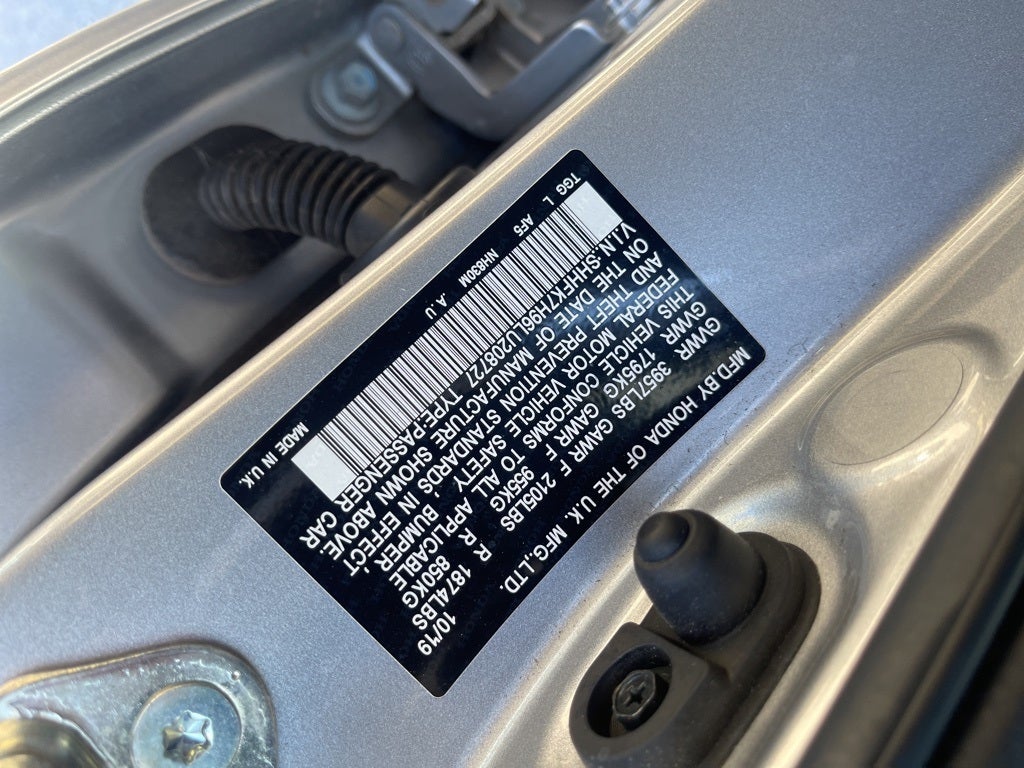 MFD.BY HONDA OF THE U.K. MFG.,LTD. 10/'19
GVWR 3957LBS GAWR F 2105LBS R 1874LBS
GVWR 1795KG GAWR F 955KG R 850KG
THIS VEHICLE CONFORMS TO ALL APPLICABLE
FEDERAL MOTOR VEHICLE SAFETY, BUMPER,
AND THEFT PREVENTION STANDARDS IN EFFECT
ON THE DATE OF MANUFACTURE SHOWN ABOVE.
V.I.N.:SHHFK7H96LU208727 TYPE:PASSENGER CAR
TGG L AF5 NH830M A U MADE IN U.K